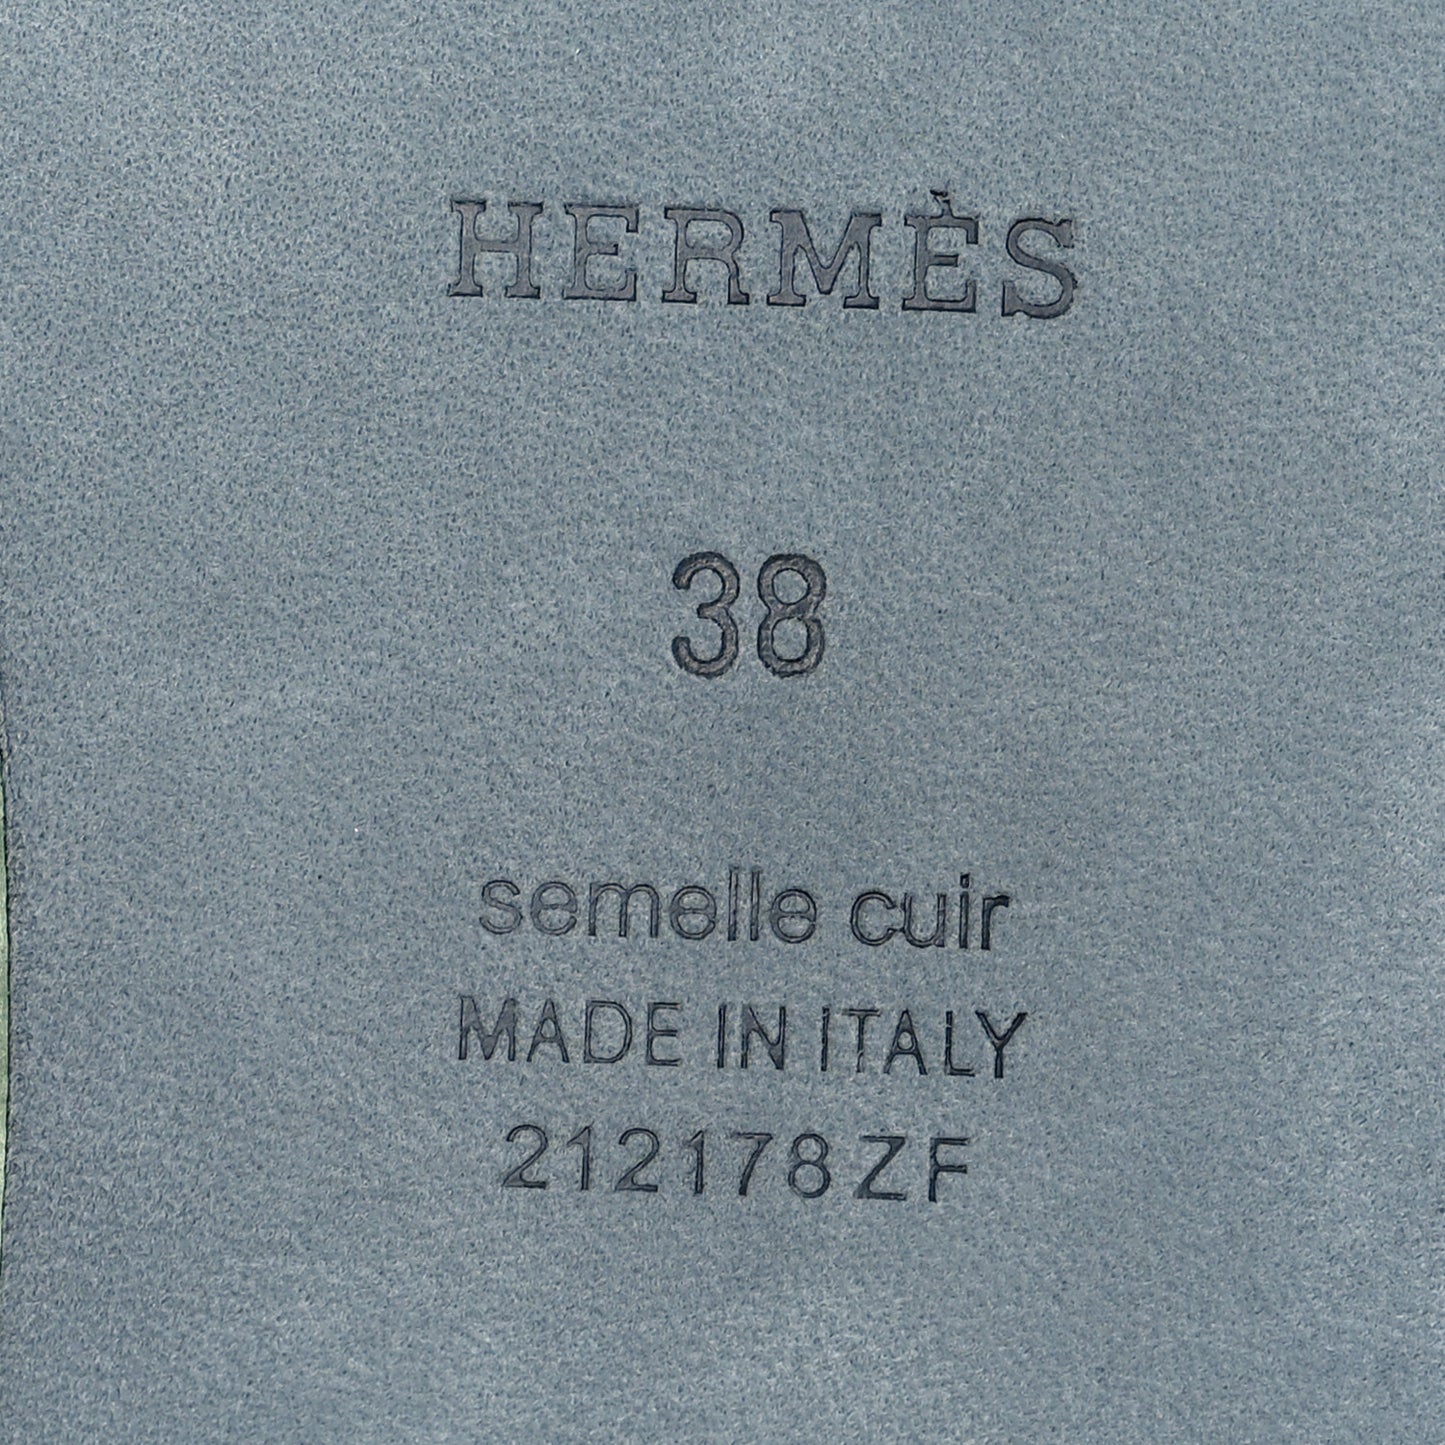 HERMÈS
38
semelle cuir
MADE IN ITALY
212178ZF